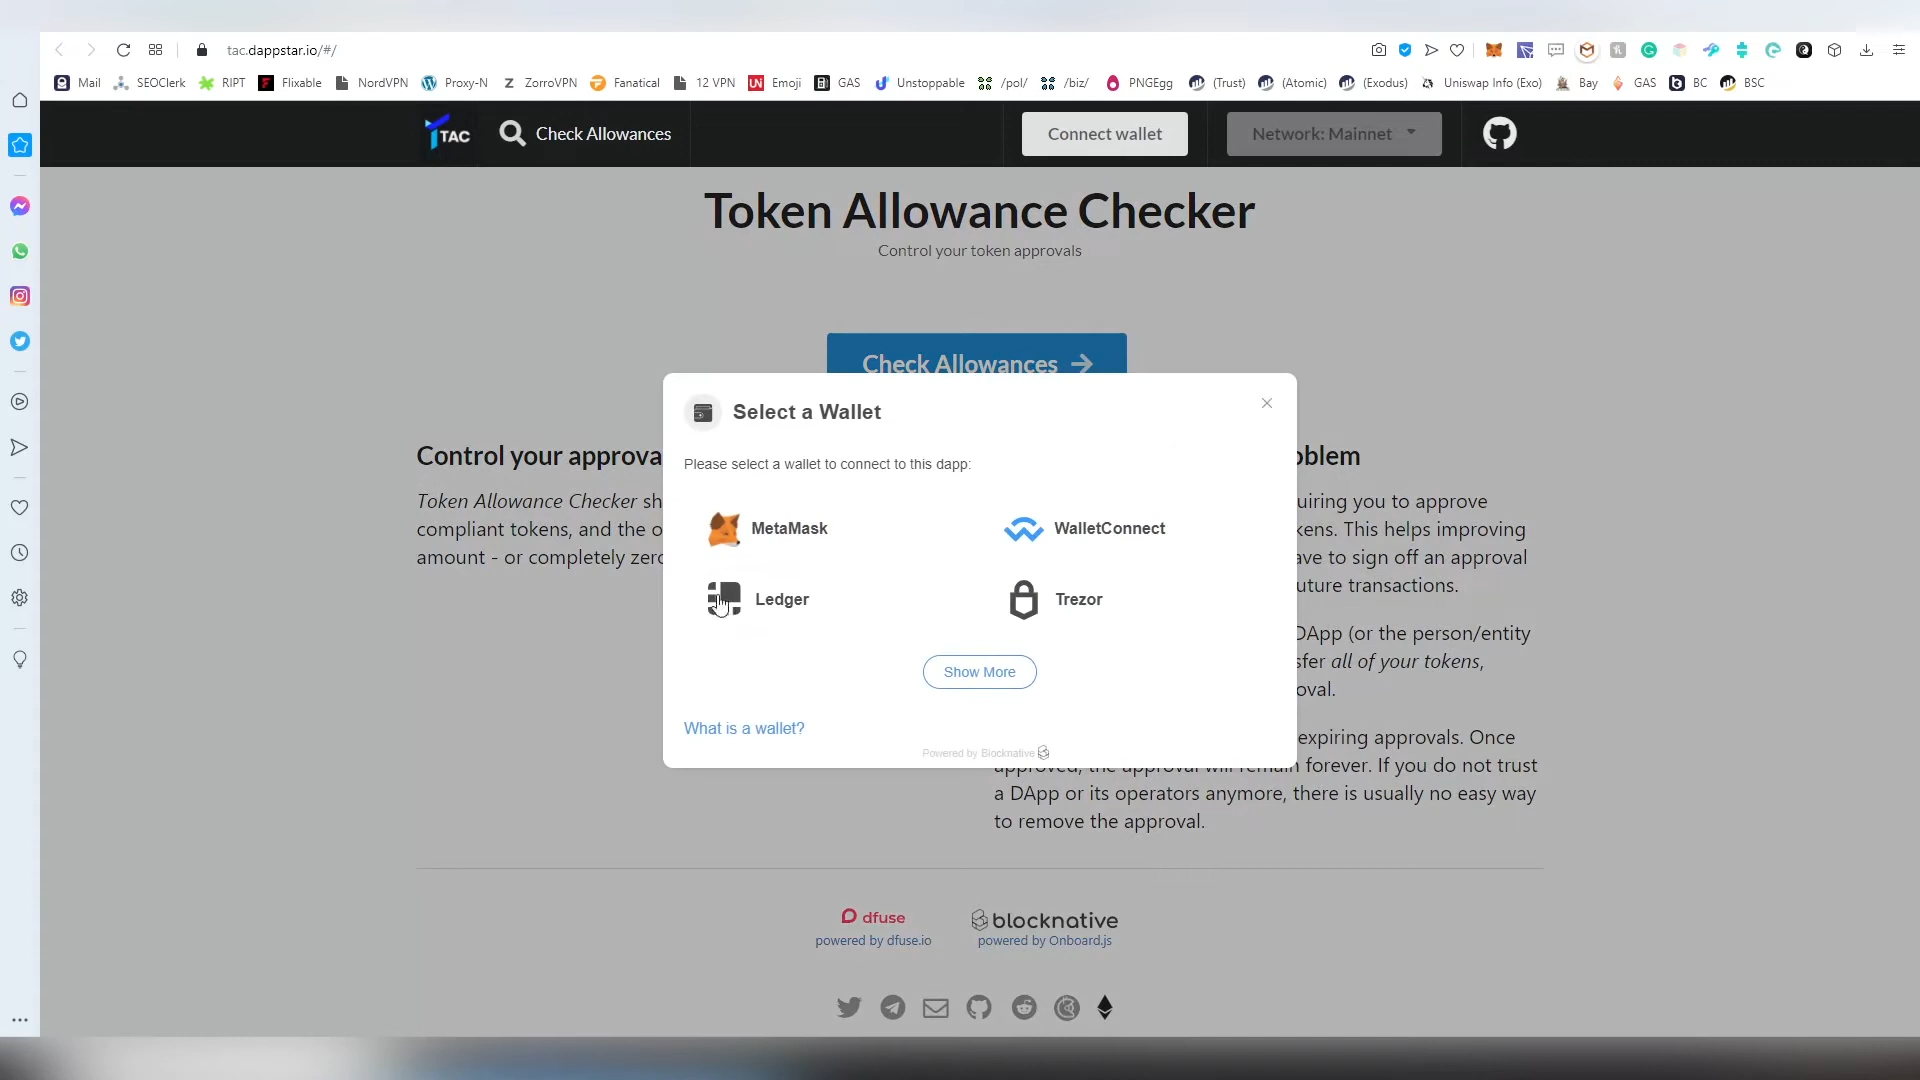 tac.dappstar.io/#/
Mail SEOClerk RIPT Flixable NordVPN Proxy-N ZorroVPN Fanatical 12 VPN Emoji GAS Unstoppable /pol/ /biz/ PNGEgg (Trust) (Atomic) (Exodus) Uniswap Info (Exo) Bay GAS BC BSC
TAC Check Allowances Connect wallet Network: Mainnet
Token Allowance Checker
Control your token approvals
Check Allowances
Select a Wallet
Please select a wallet to connect to this dapp:
MetaMask WalletConnect
Ledger Trezor
Show More
What is a wallet?
Powered by Blocknative
Control your approva
Token Allowance Checker sh
compliant tokens, and the o
amount - or completely zero
oblem
uiring you to approve
kens. This helps improving
ave to sign off an approval
uture transactions.
DApp (or the person/entity
sfer all of your tokens,
oval.
expiring approvals. Once
approved, the approval will remain forever. If you do not trust
a DApp or its operators anymore, there is usually no easy way
to remove the approval.
dfuse blocknative
powered by dfuse.io powered by Onboard.js